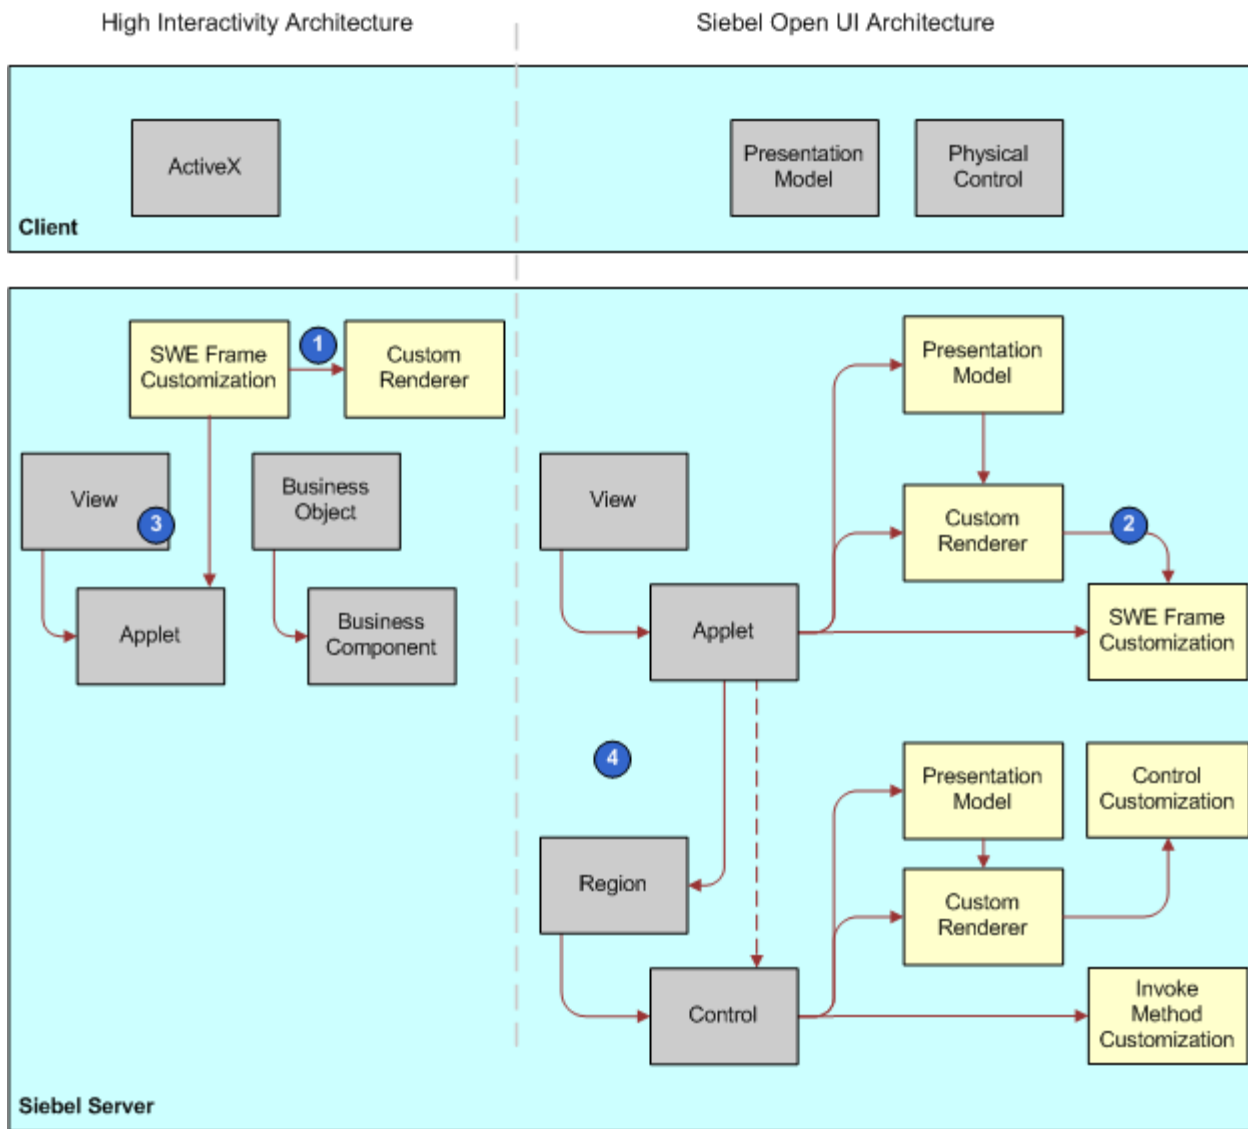 High Interactivity Architecture
Siebel Open UI Architecture
ActiveX
Presentation
Model
Physical
Control
Client
SWE Frame
Customization
1
Custom
Renderer
View
3
Business
Object
Applet
Business
Component
Presentation
Model
View
Custom
Renderer
2
Applet
SWE Frame
Customization
4
Presentation
Model
Control
Customization
Region
Custom
Renderer
Control
Invoke
Method
Customization
Siebel Server